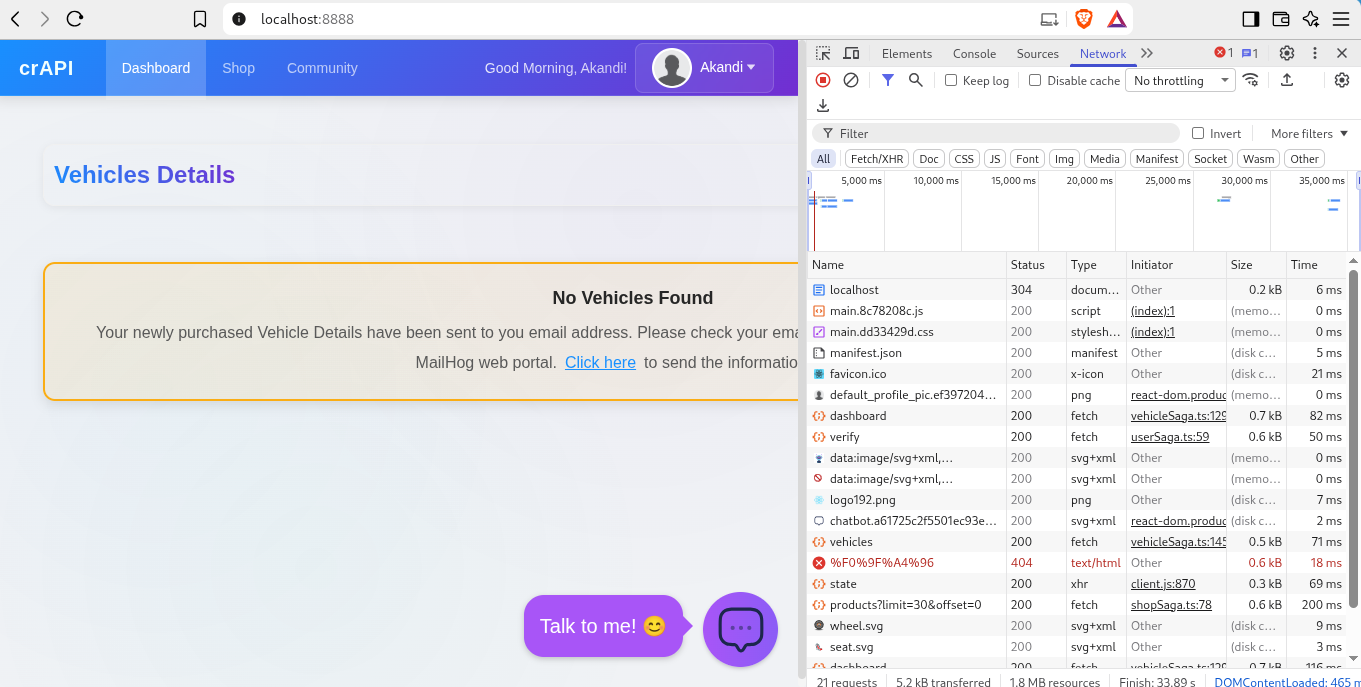 localhost:8888
crAPI
Dashboard
Shop
Community
Good Morning, Akandi!
Akandi
Vehicles Details
No Vehicles Found
Your newly purchased Vehicle Details have been sent to you email address. Please check your ema
MailHog web portal. Click here to send the informatio
Talk to me! 😊
Elements Console Sources Network 1 1
Keep log Disable cache No throttling
Filter Invert More filters
All Fetch/XHR Doc CSS JS Font Img Media Manifest Socket Wasm Other
5,000 ms 10,000 ms 15,000 ms 20,000 ms 25,000 ms 30,000 ms 35,000 ms
Name Status Type Initiator Size Time
localhost 304 docum... Other 0.2 kB 6 ms
main.8c78208c.js 200 script (index):1 (memo... 0 ms
main.dd33429d.css 200 stylesh... (index):1 (memo... 0 ms
manifest.json 200 manifest Other (disk c... 5 ms
favicon.ico 200 x-icon Other (disk c... 21 ms
default_profile_pic.ef397204... 200 png react-dom.produc (memo... 0 ms
dashboard 200 fetch vehicleSaga.ts:129 0.7 kB 82 ms
verify 200 fetch userSaga.ts:59 0.6 kB 50 ms
data:image/svg+xml,... 200 svg+xml Other (memo... 0 ms
data:image/svg+xml,... 200 svg+xml Other (memo... 0 ms
logo192.png 200 png Other (disk c... 7 ms
chatbot.a61725c2f5501ec93e... 200 svg+xml react-dom.produc (disk c... 2 ms
vehicles 200 fetch vehicleSaga.ts:145 0.5 kB 71 ms
%F0%9F%A4%96 404 text/html Other 0.6 kB 18 ms
state 200 xhr client.js:870 0.3 kB 69 ms
products?limit=30&offset=0 200 fetch shopSaga.ts:78 0.6 kB 200 ms
wheel.svg 200 svg+xml Other (disk c... 9 ms
seat.svg 200 svg+xml Other (disk c... 3 ms
dashboard 200 fetch vehicleSaga.ts:129 0.7 kB 116 ms
21 requests 5.2 kB transferred 1.8 MB resources Finish: 33.89 s DOMContentLoaded: 465 m